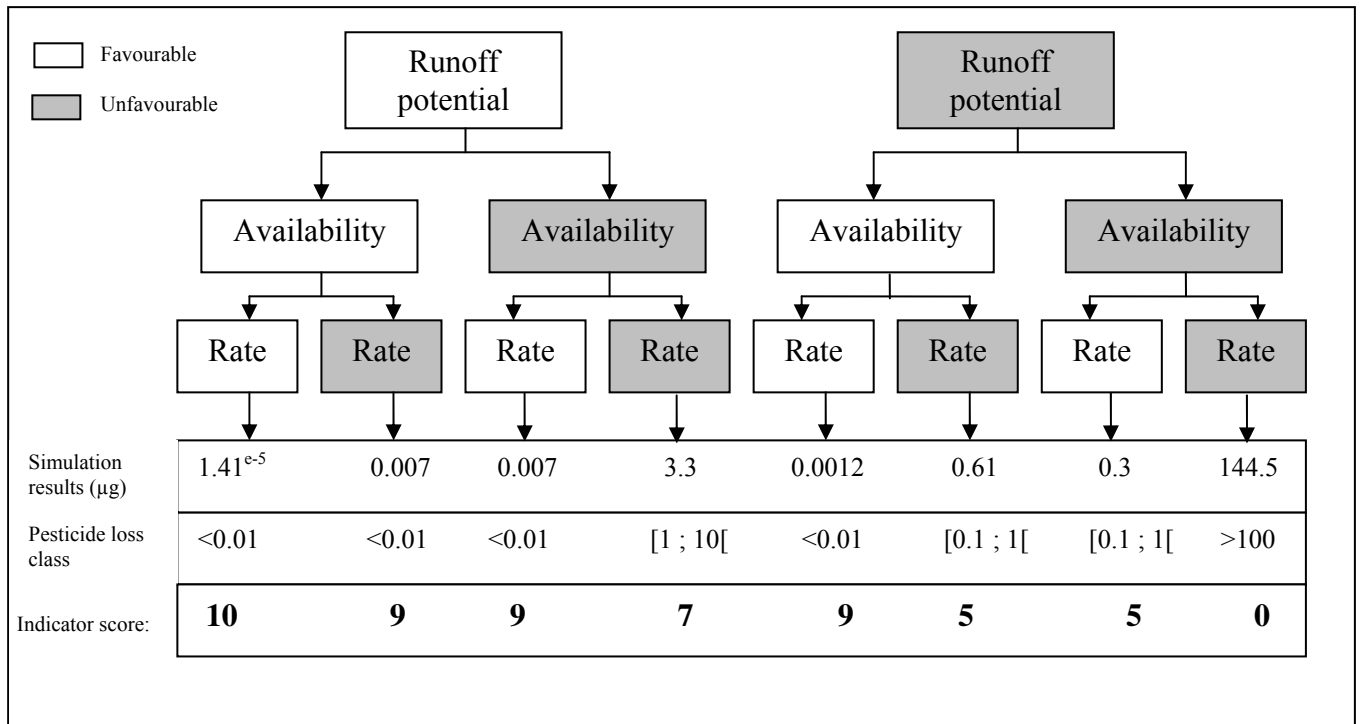 Favourable
Unfavourable
Runoff
potential
Runoff
potential
Availability
Availability
Availability
Availability
Rate
Rate
Rate
Rate
Rate
Rate
Rate
Rate
Simulation
results (µg)
1.41e-5 0.007 0.007 3.3 0.0012 0.61 0.3 144.5
Pesticide loss
class
<0.01 <0.01 <0.01 [1 ; 10[ <0.01 [0.1 ; 1[ [0.1 ; 1[ >100
Indicator score: 10 9 9 7 9 5 5 0